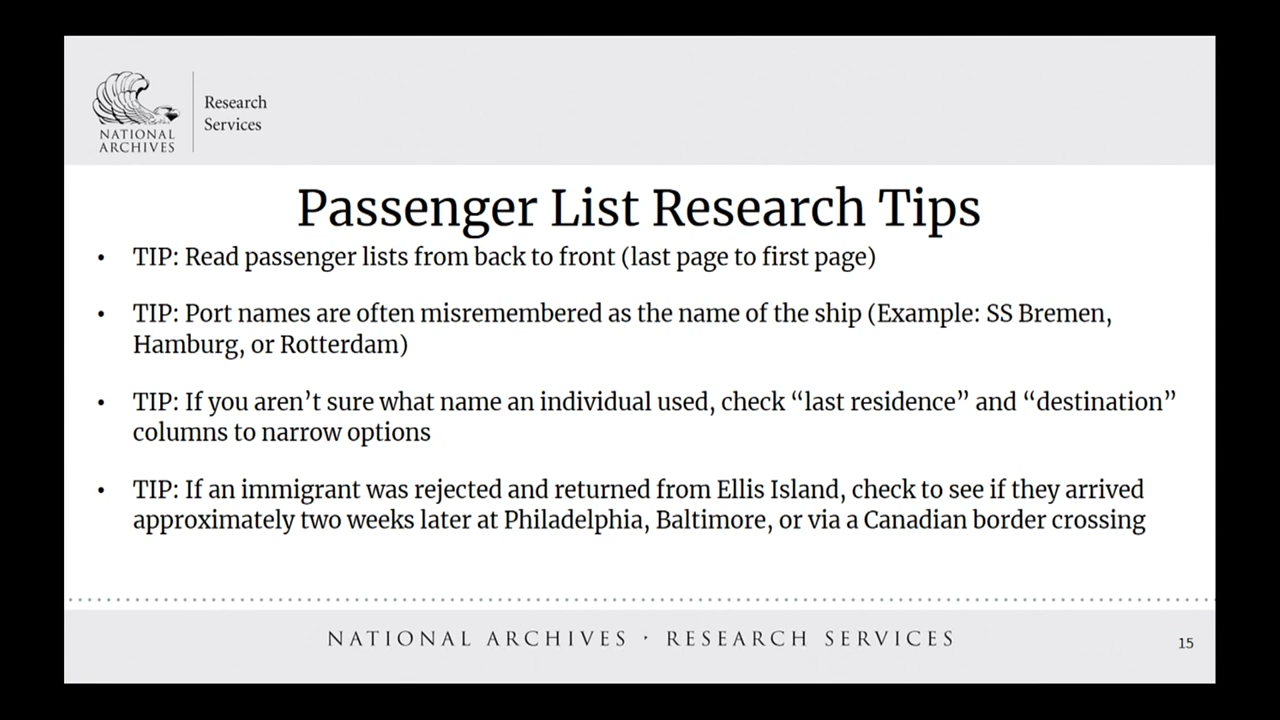 NATIONAL
ARCHIVES
Research
Services
Passenger List Research Tips
• TIP: Read passenger lists from back to front (last page to first page)
• TIP: Port names are often misremembered as the name of the ship (Example: SS Bremen,
Hamburg, or Rotterdam)
• TIP: If you aren’t sure what name an individual used, check “last residence” and “destination”
columns to narrow options
• TIP: If an immigrant was rejected and returned from Ellis Island, check to see if they arrived
approximately two weeks later at Philadelphia, Baltimore, or via a Canadian border crossing
NATIONAL ARCHIVES · RESEARCH SERVICES
15